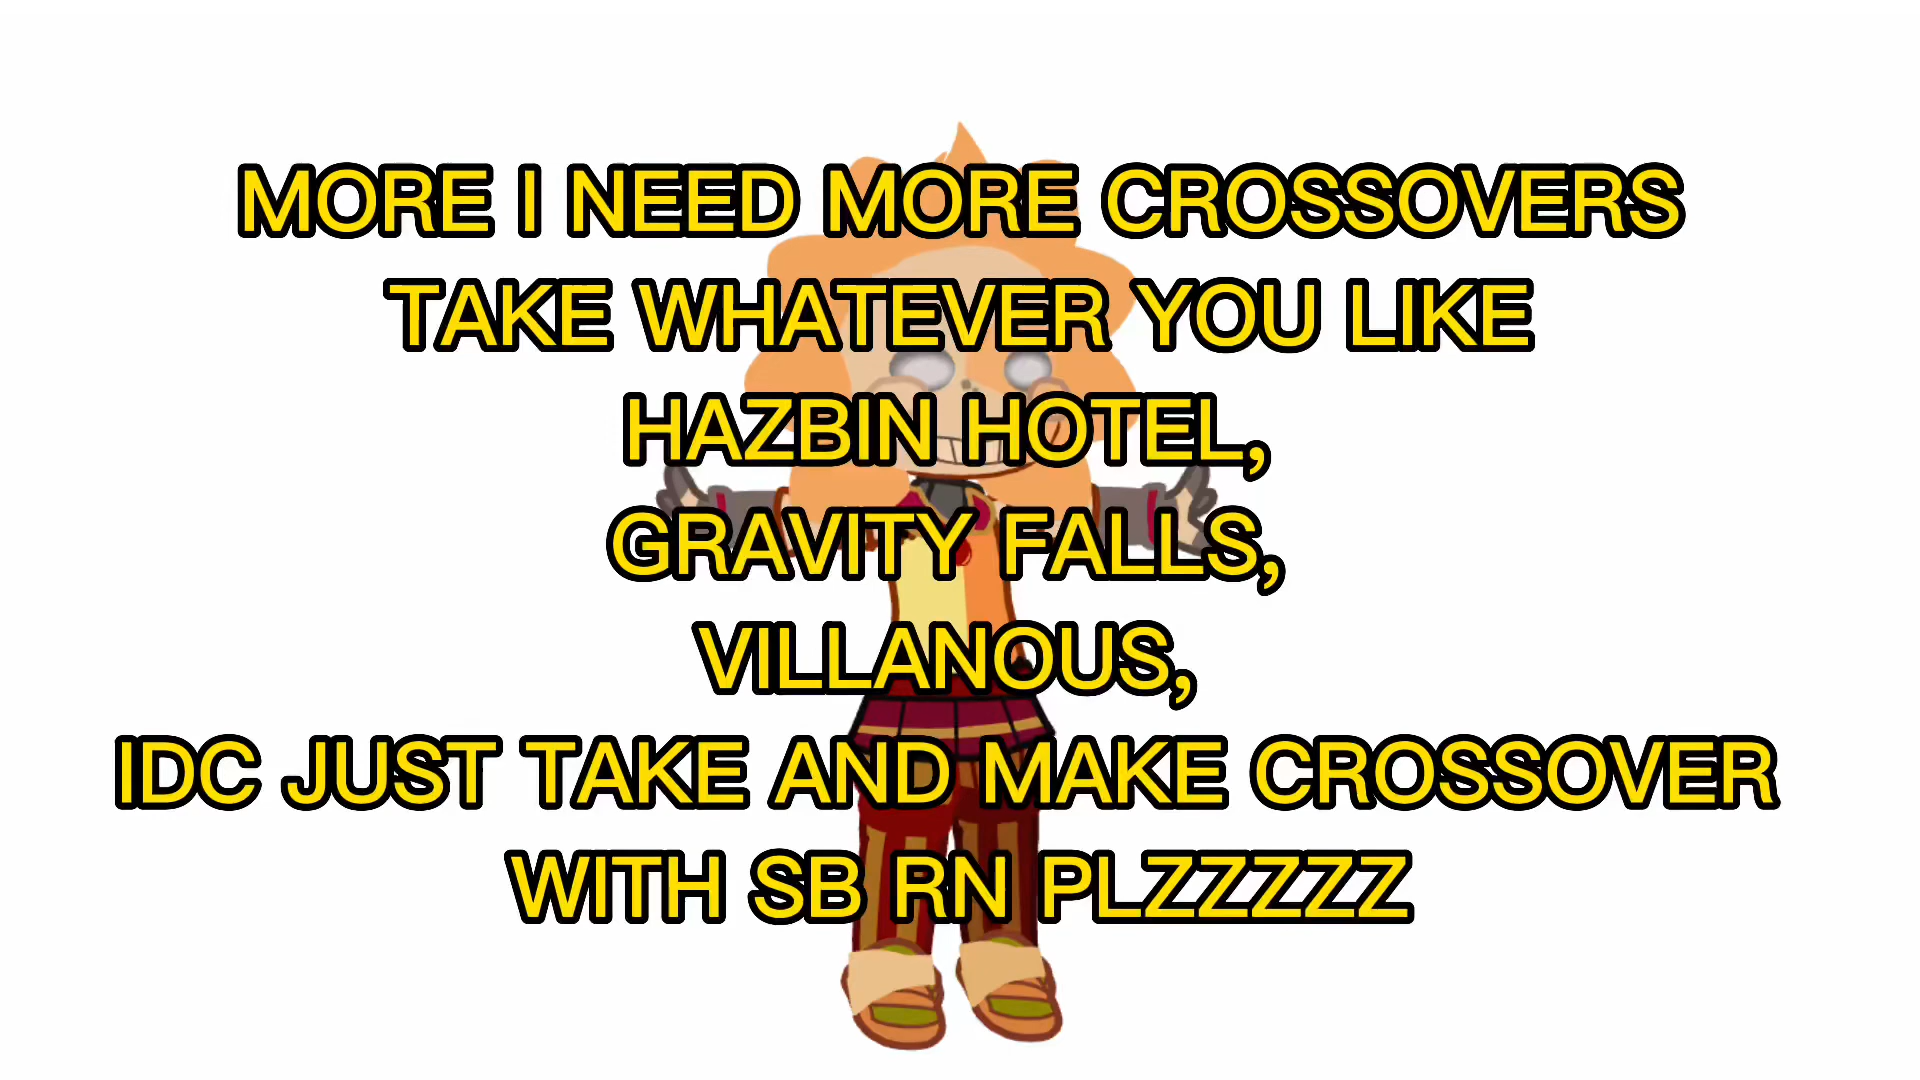 MORE I NEED MORE CROSSOVERS
TAKE WHATEVER YOU LIKE
HAZBIN HOTEL,
GRAVITY FALLS,
VILLANOUS,
IDC JUST TAKE AND MAKE CROSSOVER
WITH SB RN PLZZZZZ